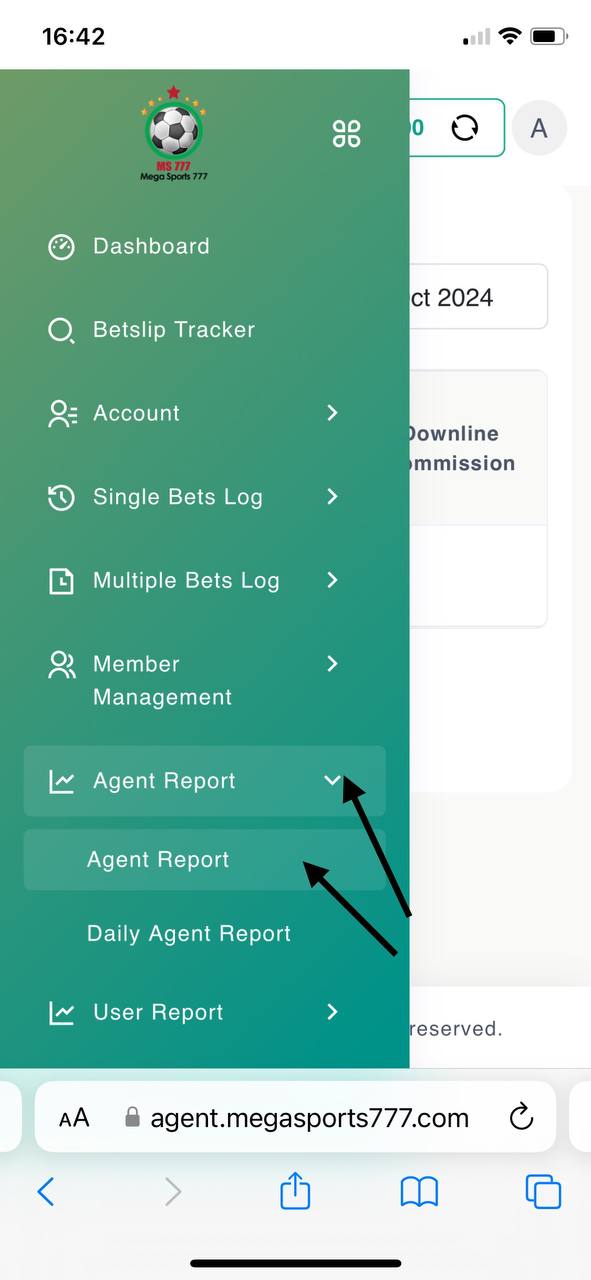 16:42
MS 777
Mega Sports 777
00
A
Dashboard
ct 2024
Betslip Tracker
Account
Downline
ommission
Single Bets Log
Multiple Bets Log
Member
Management
Agent Report
Agent Report
Daily Agent Report
User Report
reserved.
AA
agent.megasports777.com